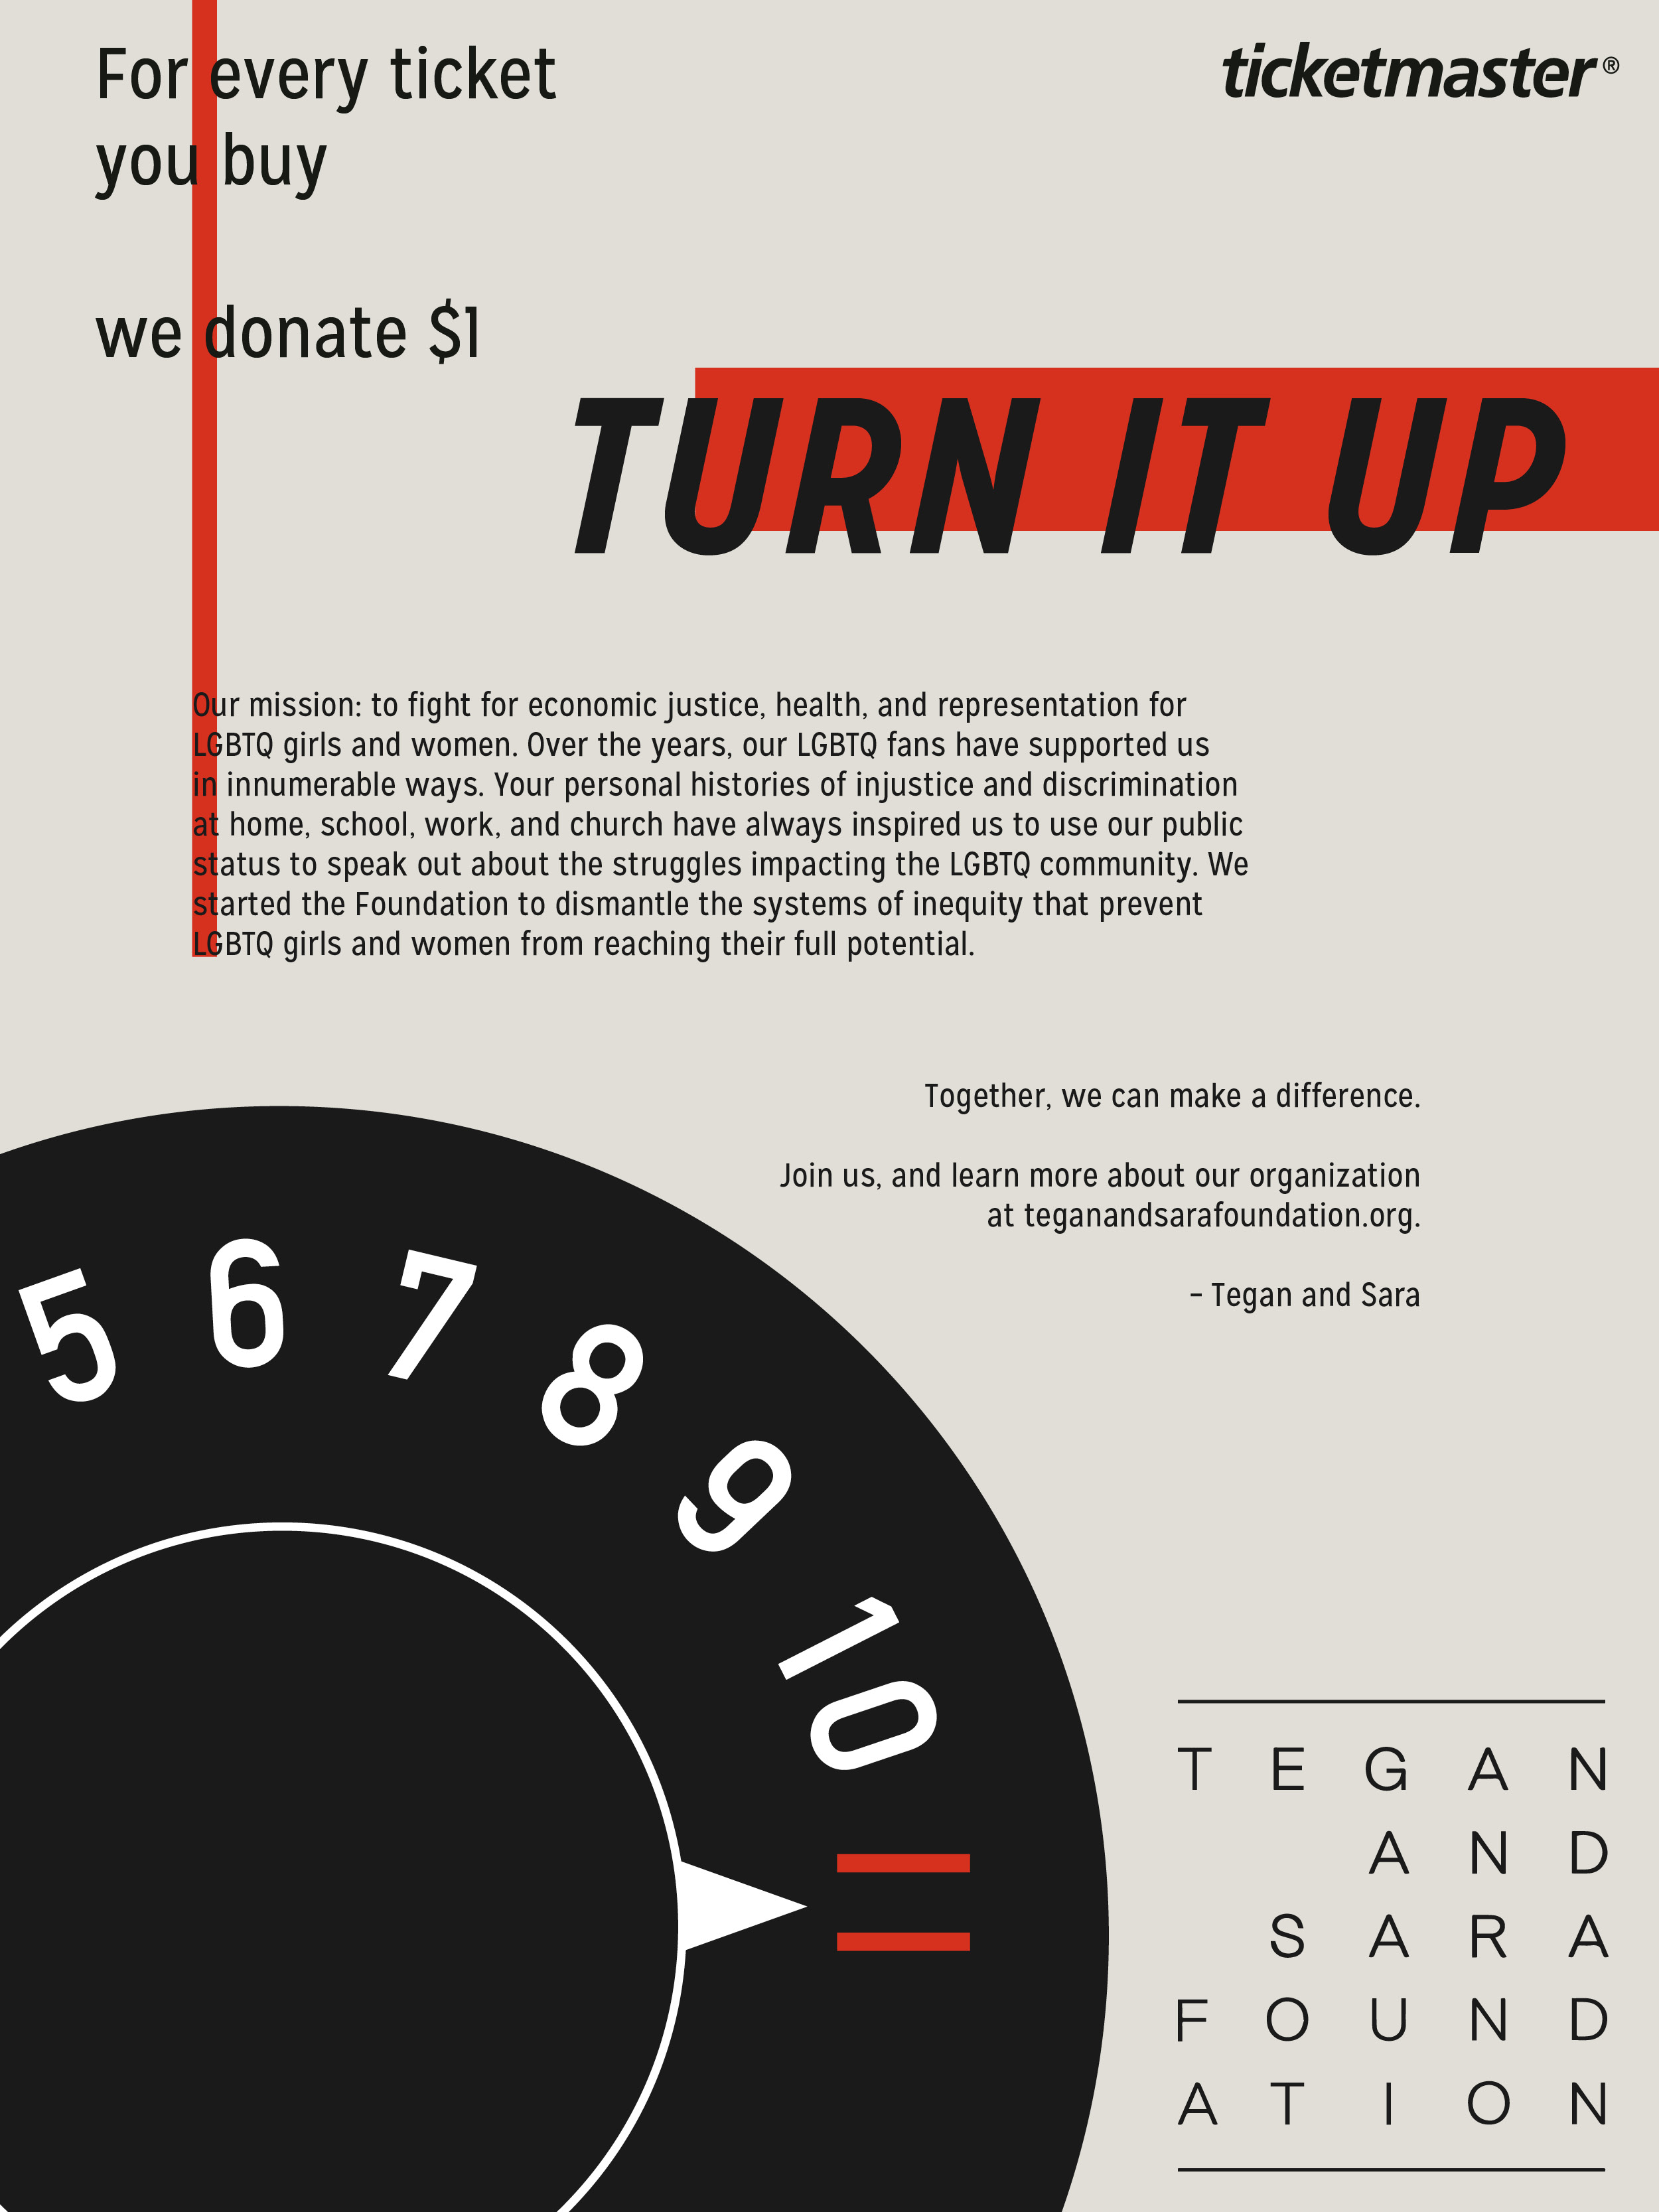 For every ticket
you buy
we donate $1
ticketmaster®
TURN IT UP
Our mission: to fight for economic justice, health, and representation for
LGBTQ girls and women. Over the years, our LGBTQ fans have supported us
in innumerable ways. Your personal histories of injustice and discrimination
at home, school, work, and church have always inspired us to use our public
status to speak out about the struggles impacting the LGBTQ community. We
started the Foundation to dismantle the systems of inequity that prevent
LGBTQ girls and women from reaching their full potential.
Together, we can make a difference.
Join us, and learn more about our organization
at teganandsarafoundation.org.
– Tegan and Sara
5 6 7 8 9 10
TEGAN
AND
SARA
FOUND
ATION